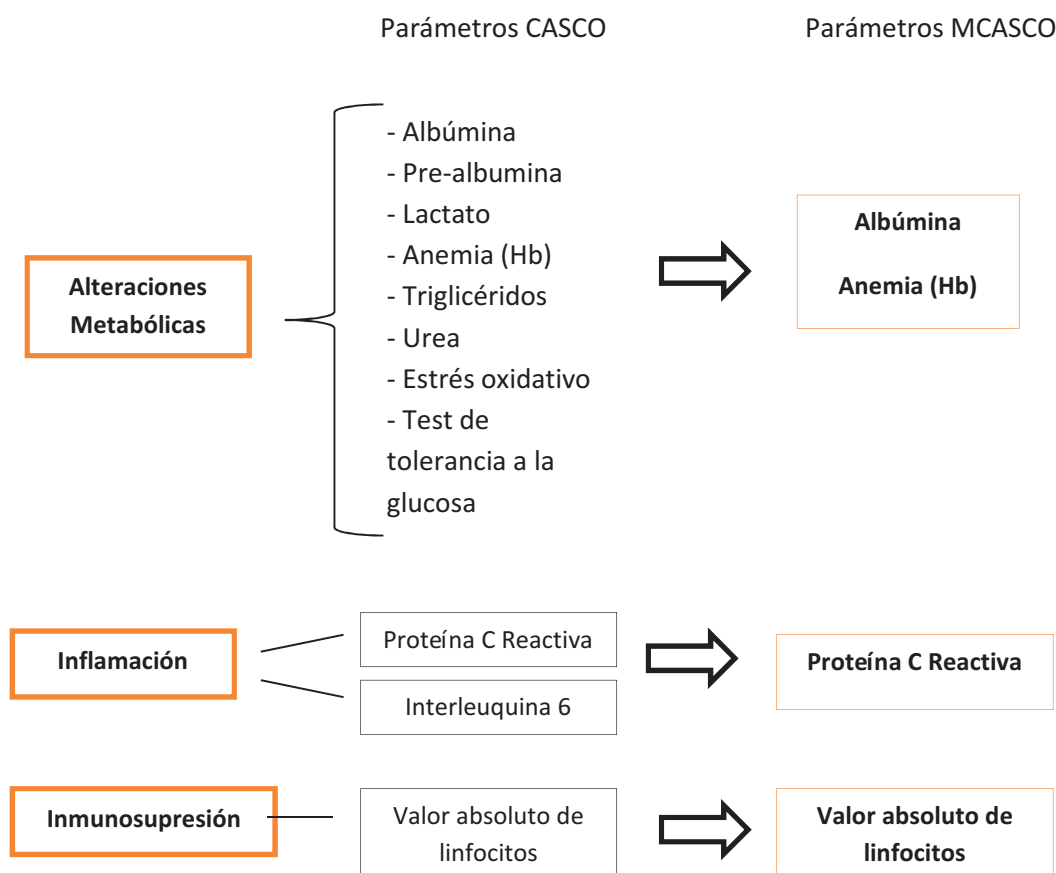 Parámetros CASCO
Parámetros MCASCO
Alteraciones
Metabólicas
- Albúmina
- Pre-albumina
- Lactato
- Anemia (Hb)
- Triglicéridos
- Urea
- Estrés oxidativo
- Test de
tolerancia a la
glucosa
Albúmina
Anemia (Hb)
Inflamación
Proteína C Reactiva
Interleuquina 6
Proteína C Reactiva
Inmunosupresión
Valor absoluto de
linfocitos
Valor absoluto de
linfocitos